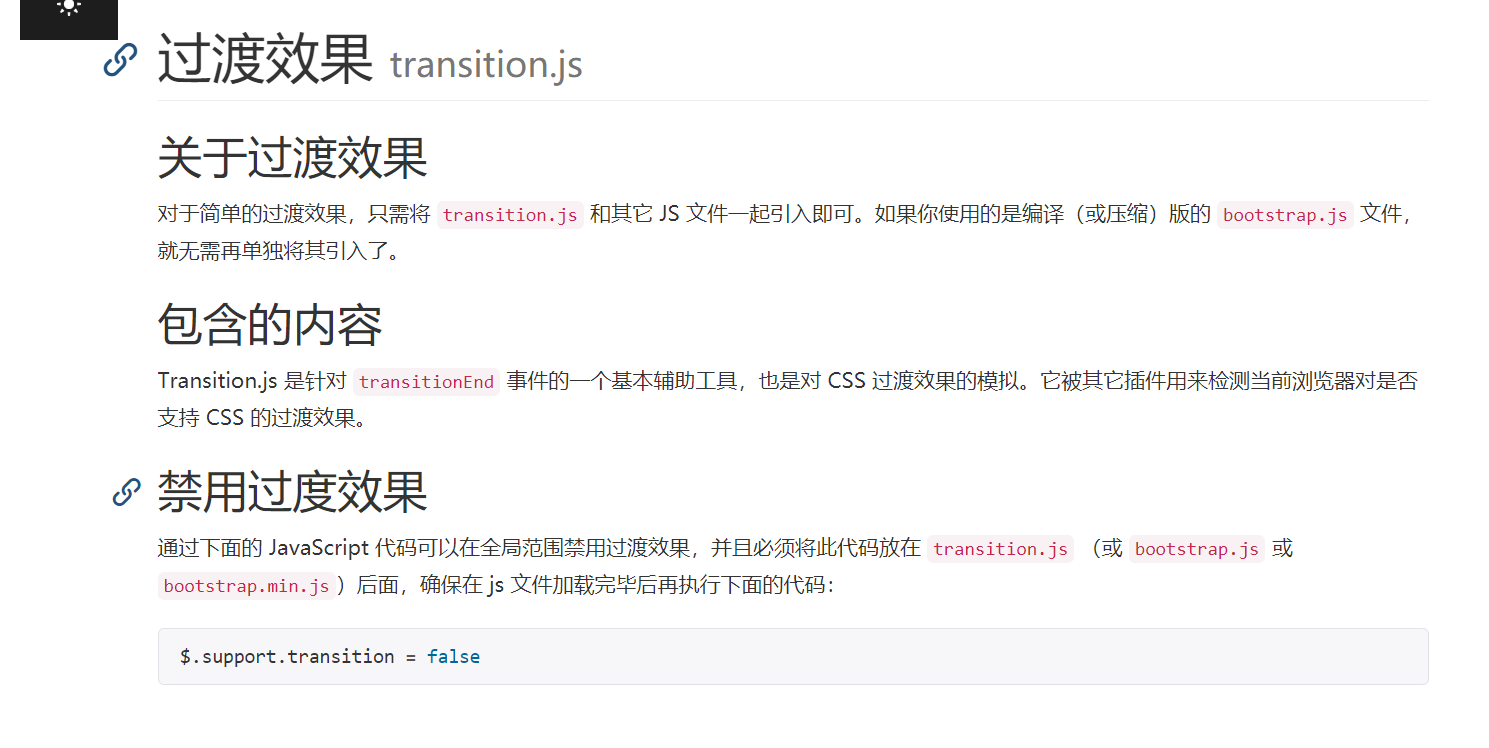 过渡效果 transition.js
关于过渡效果
对于简单的过渡效果，只需将 transition.js 和其它 JS 文件一起引入即可。如果你使用的是编译（或压缩）版的 bootstrap.js 文件，
就无需再单独将其引入了。
包含的内容
Transition.js 是针对 transitionEnd 事件的一个基本辅助工具，也是对 CSS 过渡效果的模拟。它被其它插件用来检测当前浏览器对是否
支持 CSS 的过渡效果。
禁用过度效果
通过下面的 JavaScript 代码可以在全局范围禁用过渡效果，并且必须将此代码放在 transition.js （或 bootstrap.js 或
bootstrap.min.js）后面，确保在 js 文件加载完毕后再执行下面的代码：
$.support.transition = false